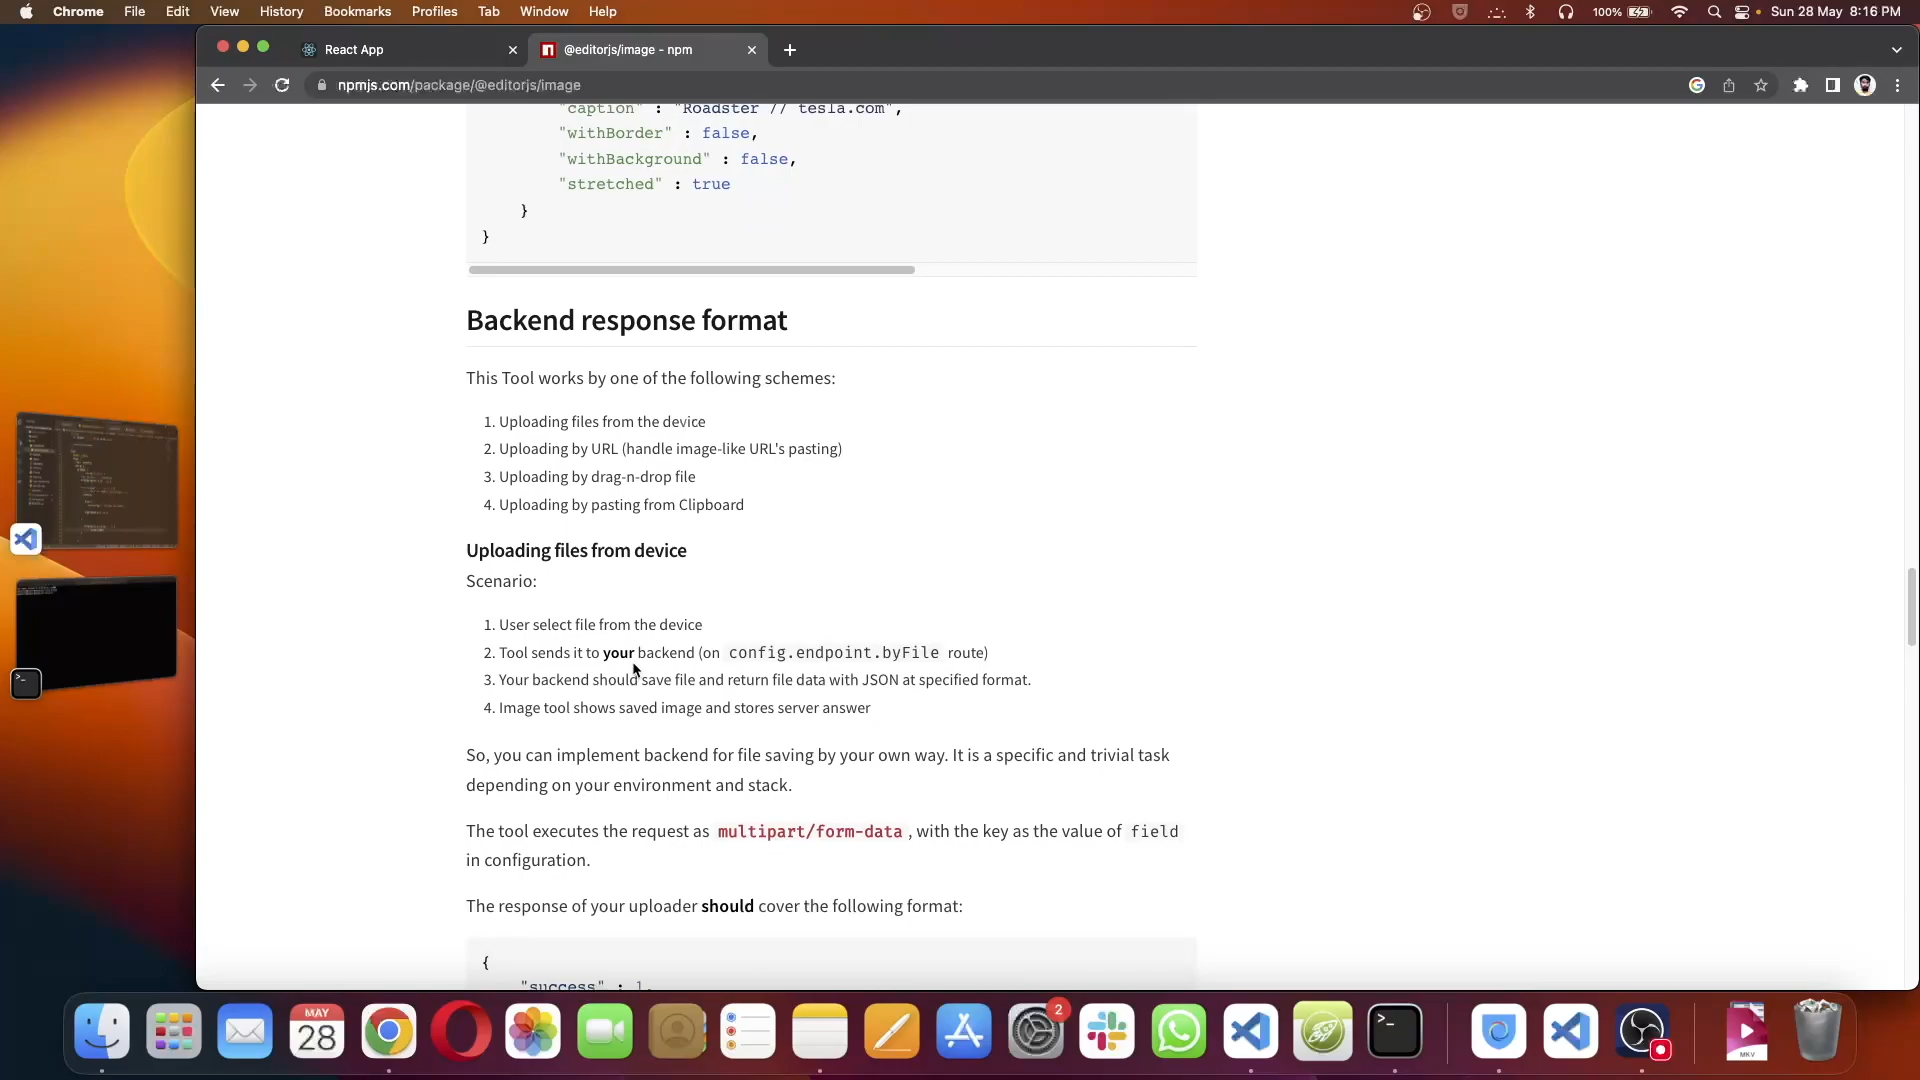 Chrome File Edit View History Bookmarks Profiles Tab Window Help 100% Sun 28 May 8:16 PM
React App @editorjs/image - npm
npmjs.com/package/@editorjs/image
"caption" : "Roadster // tesla.com",
"withBorder" : false,
"withBackground" : false,
"stretched" : true
}
}
Backend response format
This Tool works by one of the following schemes:
1. Uploading files from the device
2. Uploading by URL (handle image-like URL's pasting)
3. Uploading by drag-n-drop file
4. Uploading by pasting from Clipboard
Uploading files from device
Scenario:
1. User select file from the device
2. Tool sends it to your backend (on config.endpoint.byFile route)
3. Your backend should save file and return file data with JSON at specified format.
4. Image tool shows saved image and stores server answer
So, you can implement backend for file saving by your own way. It is a specific and trivial task
depending on your environment and stack.
The tool executes the request as multipart/form-data , with the key as the value of field
in configuration.
The response of your uploader should cover the following format:
{
"success" : 1,
MAY
28
2
MKV